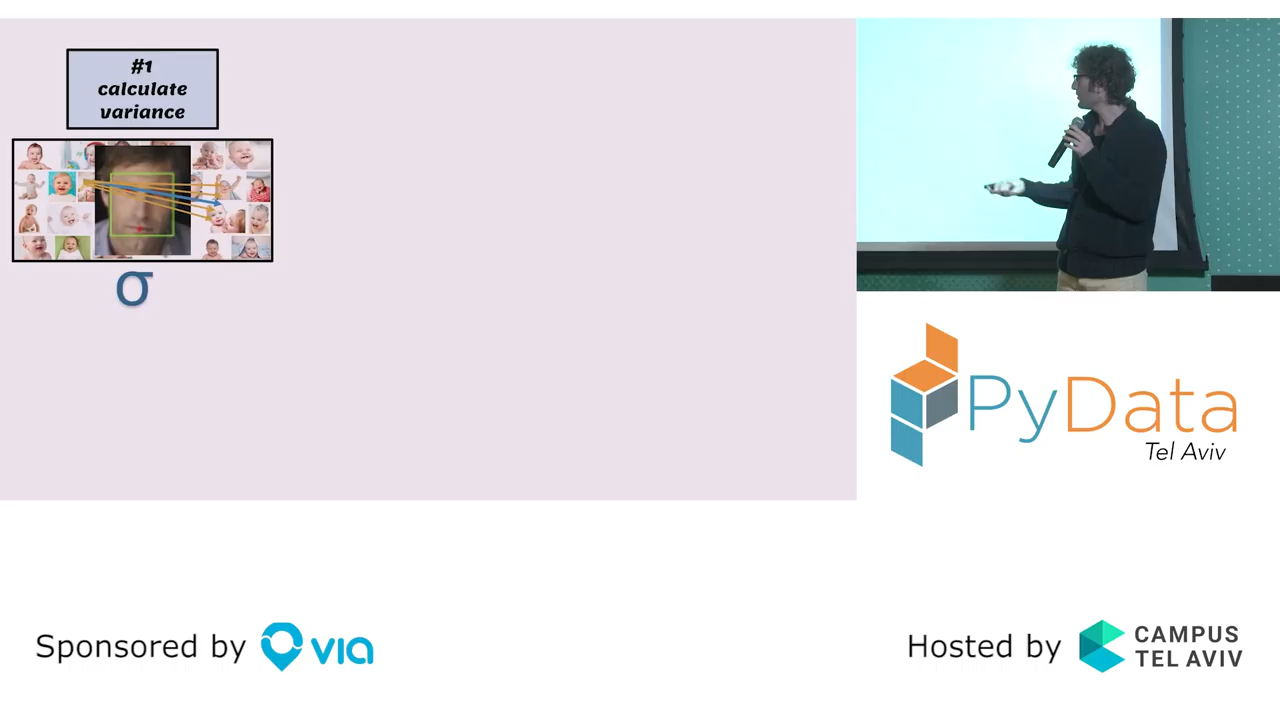 #1
calculate
variance
σ
PyData
Tel Aviv
Sponsored by via
Hosted by CAMPUS
TEL AVIV